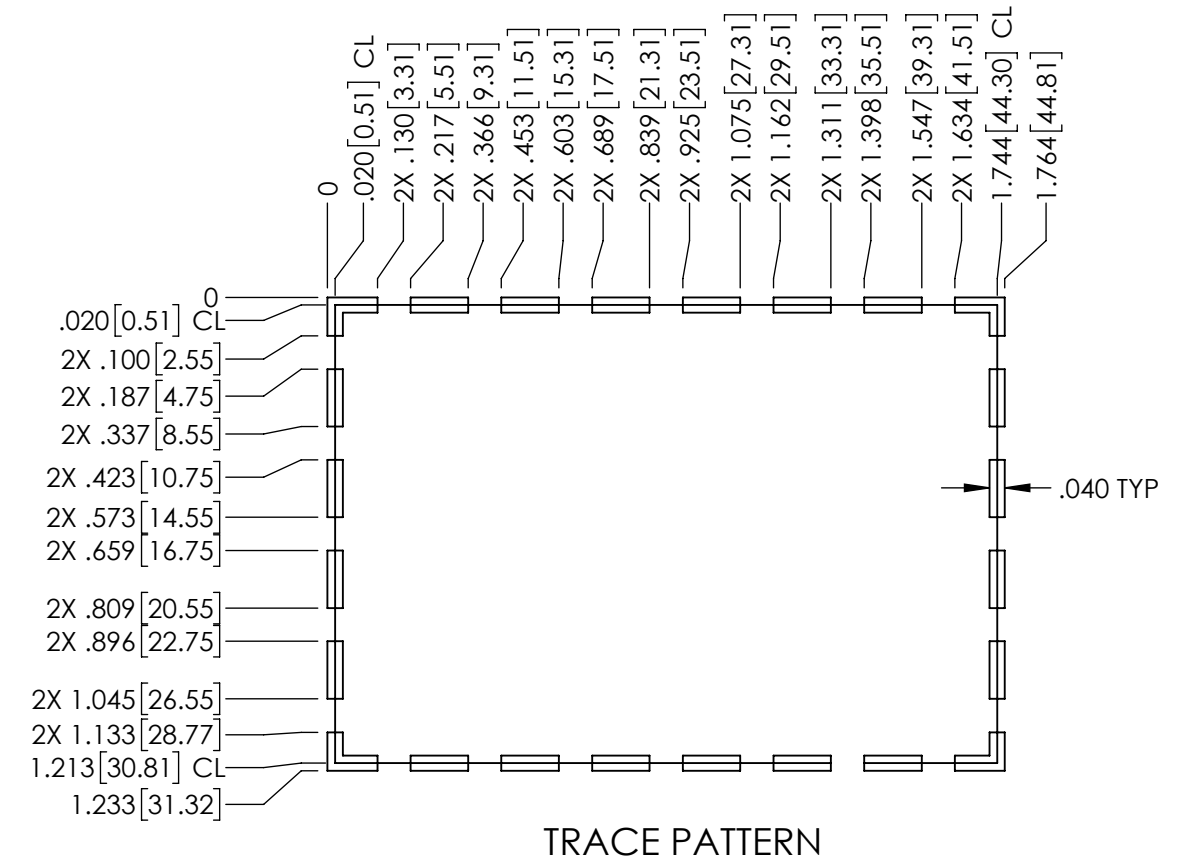 0
.020[0.51] CL
2X .130[3.31]
2X .217[5.51]
2X .366[9.31]
2X .453[11.51]
2X .603[15.31]
2X .689[17.51]
2X .839[21.31]
2X .925[23.51]
2X 1.075[27.31]
2X 1.162[29.51]
2X 1.311[33.31]
2X 1.398[35.51]
2X 1.547[39.31]
2X 1.634[41.51]
1.744[44.30] CL
1.764[44.81]
0
.020[0.51] CL
2X .100[2.55]
2X .187[4.75]
2X .337[8.55]
2X .423[10.75]
2X .573[14.55]
2X .659[16.75]
2X .809[20.55]
2X .896[22.75]
2X 1.045[26.55]
2X 1.133[28.77]
1.213[30.81] CL
1.233[31.32]
.040 TYP
TRACE PATTERN